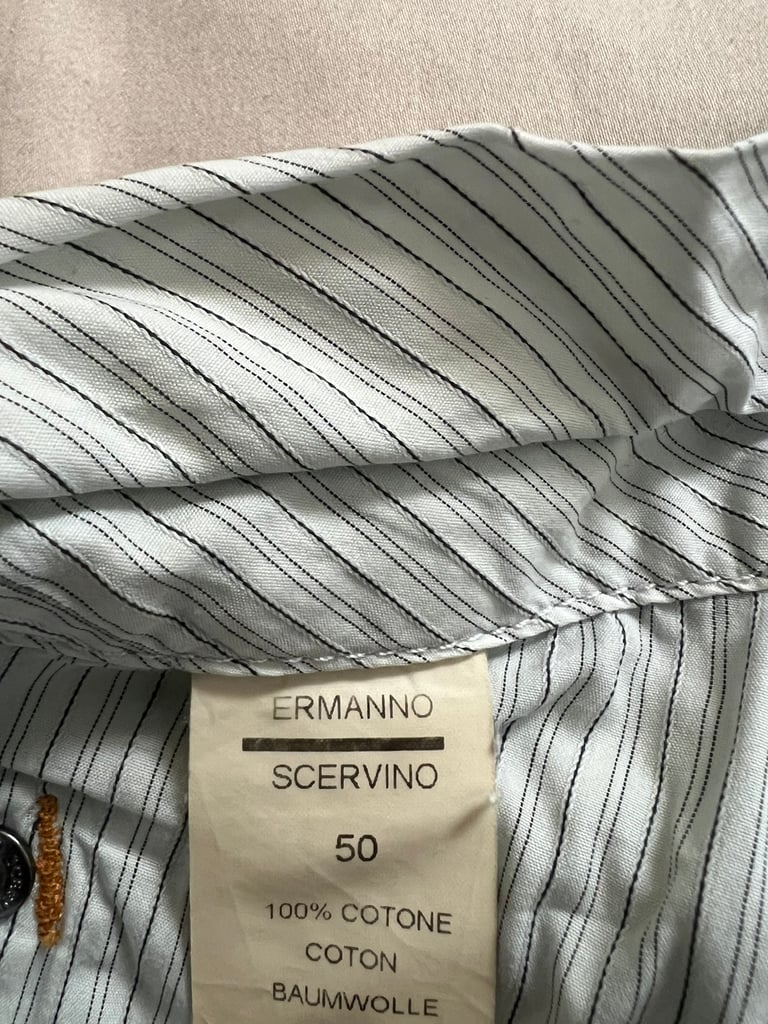 ERMANNO
SCERVINO
50
100% COTONE
COTON
BAUMWOLLE